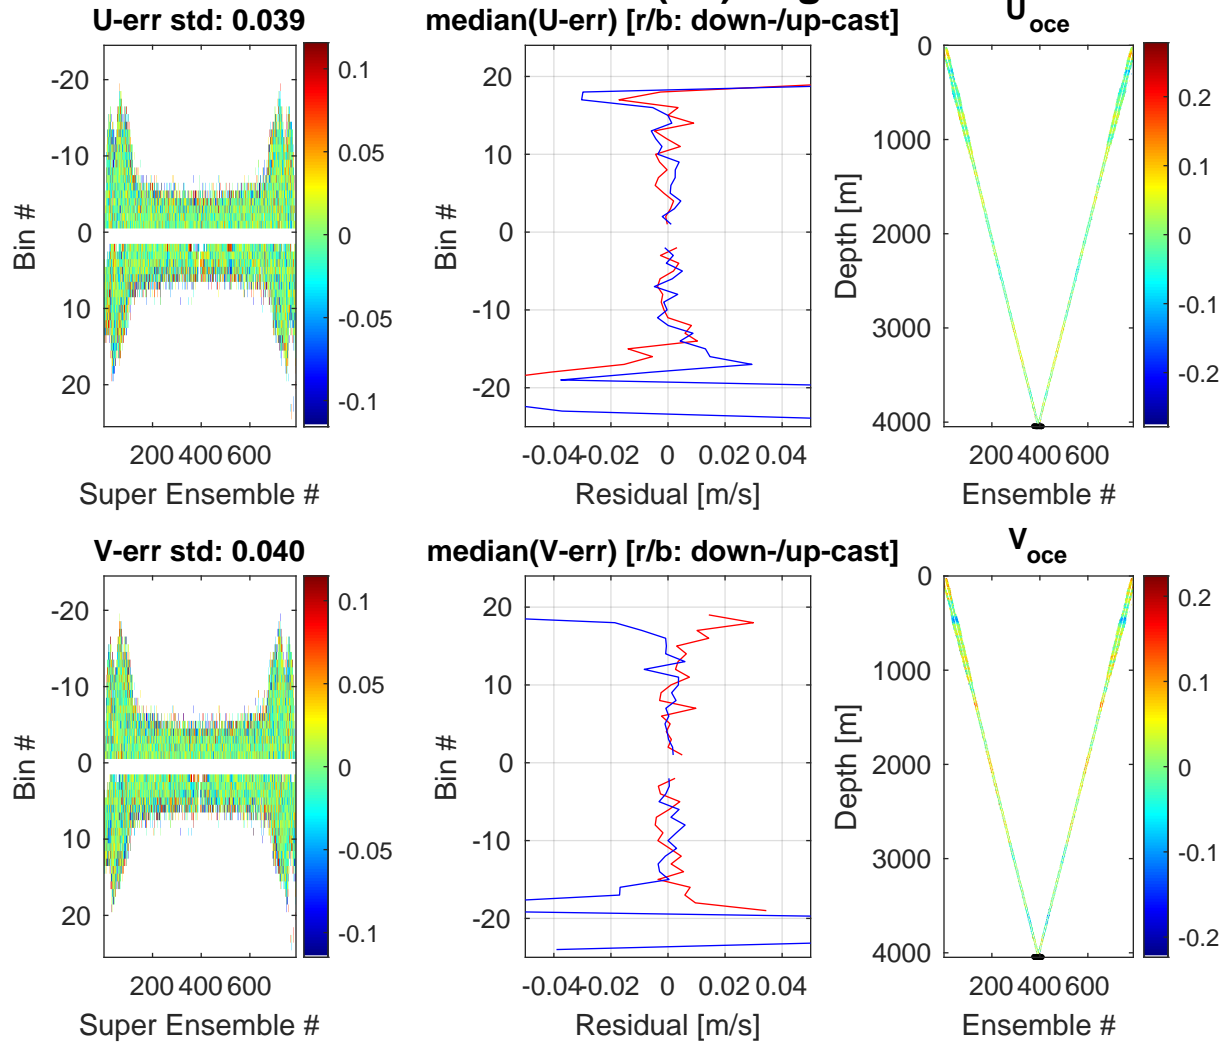 U-err std: 0.039
median(U-err) [r/b: down-/up-cast]
U oce
-20
-10
0
10
20
Bin #
200 400 600
Super Ensemble #
0.1
0.05
0
-0.05
-0.1
20
10
0
-10
-20
Bin #
-0.04 -0.02 0 0.02 0.04
Residual [m/s]
0
1000
2000
3000
4000
Depth [m]
200 400 600
Ensemble #
0.2
0.1
0
-0.1
-0.2
V-err std: 0.040
median(V-err) [r/b: down-/up-cast]
V oce
-20
-10
0
10
20
Bin #
200 400 600
Super Ensemble #
0.1
0.05
0
-0.05
-0.1
20
10
0
-10
-20
Bin #
-0.04 -0.02 0 0.02 0.04
Residual [m/s]
0
1000
2000
3000
4000
Depth [m]
200 400 600
Ensemble #
0.2
0.1
0
-0.1
-0.2